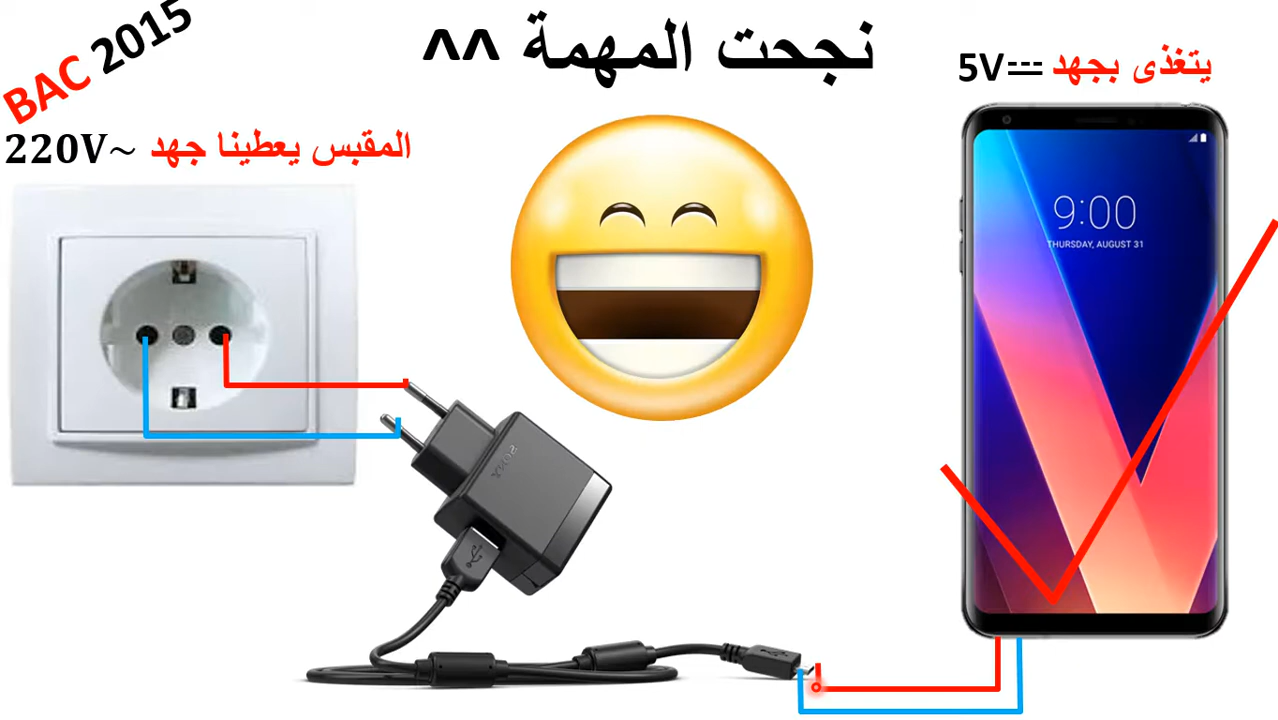 BAC 2015
نجحت المهمة ^^
يتغذى بجهد 5V⎓
المقبس يعطينا جهد 220V~
9:00
THURSDAY, AUGUST 31